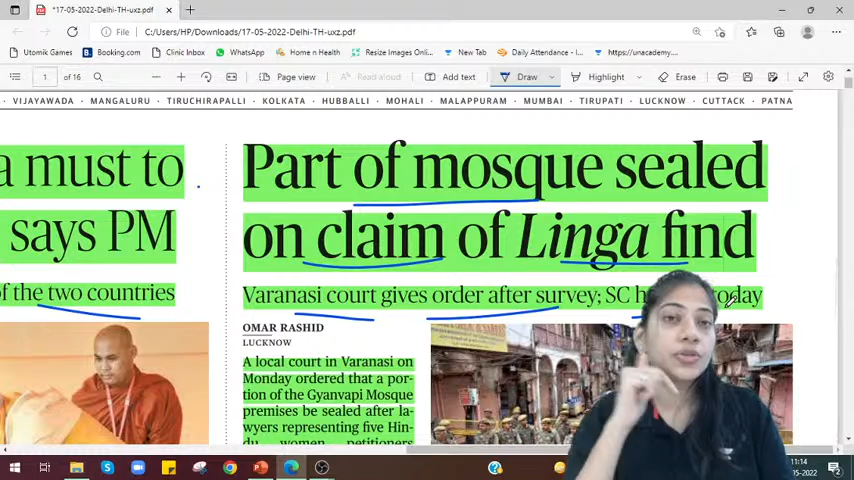 *17-05-2022-Delhi-TH-uxz.pdf
File C:/Users/HP/Downloads/17-05-2022-Delhi-TH-uxz.pdf
Utomik Games Booking.com Clinic Inbox WhatsApp Home n Health Resize Images Onl... New Tab Daily Attendance - I... https://unacademy....
1 of 16 Page view Read aloud Add text Draw Highlight Erase
VIJAYAWADA · MANGALURU · TIRUCHIRAPALLI · KOLKATA · HUBBALLI · MOHALI · MALAPPURAM · MUMBAI · TIRUPATI · LUCKNOW · CUTTACK · PATNA
a must to
says PM
of the two countries
Part of mosque sealed
on claim of Linga find
Varanasi court gives order after survey; SC today
OMAR RASHID
LUCKNOW
A local court in Varanasi on
Monday ordered that a por-
tion of the Gyanvapi Mosque
premises be sealed after la-
wyers representing five Hin-
du women petitioners
11:14
05-2022